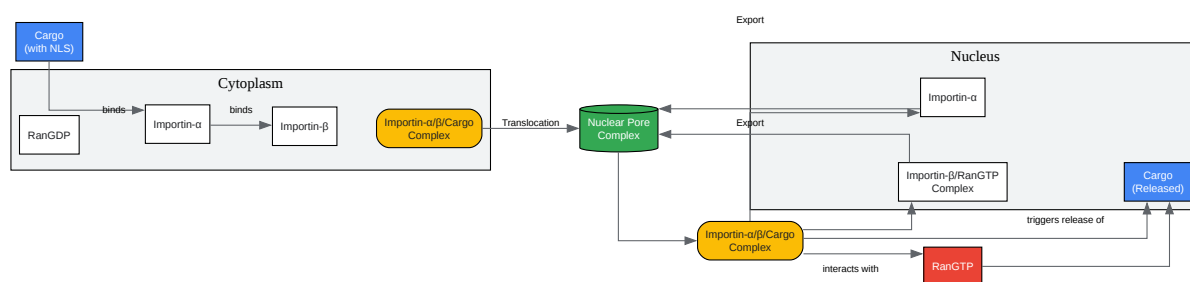 Export
Cargo
(with NLS)
Nucleus
Cytoplasm
Importin-α
binds
binds
RanGDP
Importin-α
Importin-β
Importin-α/β/Cargo
Complex
Translocation
Nuclear Pore
Complex
Export
Importin-β/RanGTP
Complex
Cargo
(Released)
triggers release of
Importin-α/β/Cargo
Complex
interacts with
RanGTP